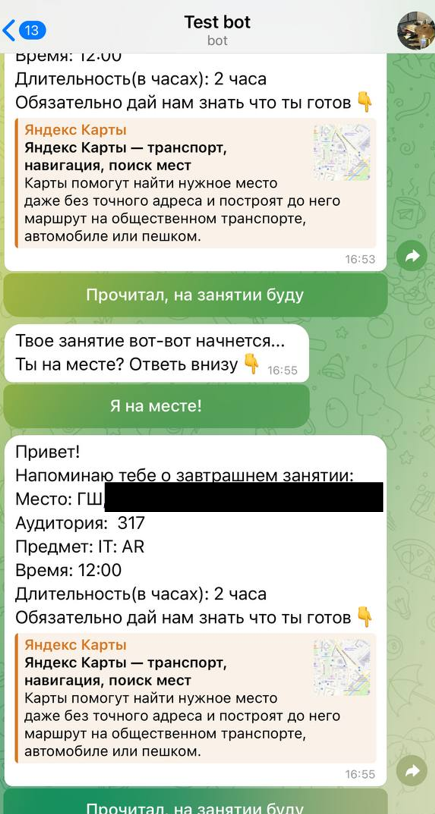 13
Test bot
bot
Время: 12:00
Длительность(в часах): 2 часа
Обязательно дай нам знать что ты готов 👇
Яндекс Карты
Яндекс Карты — транспорт,
навигация, поиск мест
Карты помогут найти нужное место
даже без точного адреса и построят до него
маршрут на общественном транспорте,
автомобиле или пешком.
16:53
Прочитал, на занятии буду
Твое занятие вот-вот начнется...
Ты на месте? Ответь внизу 👇 16:55
Я на месте!
Привет!
Напоминаю тебе о завтрашнем занятии:
Место: ГШ,
Аудитория: 317
Предмет: IT: AR
Время: 12:00
Длительность(в часах): 2 часа
Обязательно дай нам знать что ты готов 👇
Яндекс Карты
Яндекс Карты — транспорт,
навигация, поиск мест
Карты помогут найти нужное место
даже без точного адреса и построят до него
маршрут на общественном транспорте,
автомобиле или пешком.
16:55
Прочитал, на занятии буду